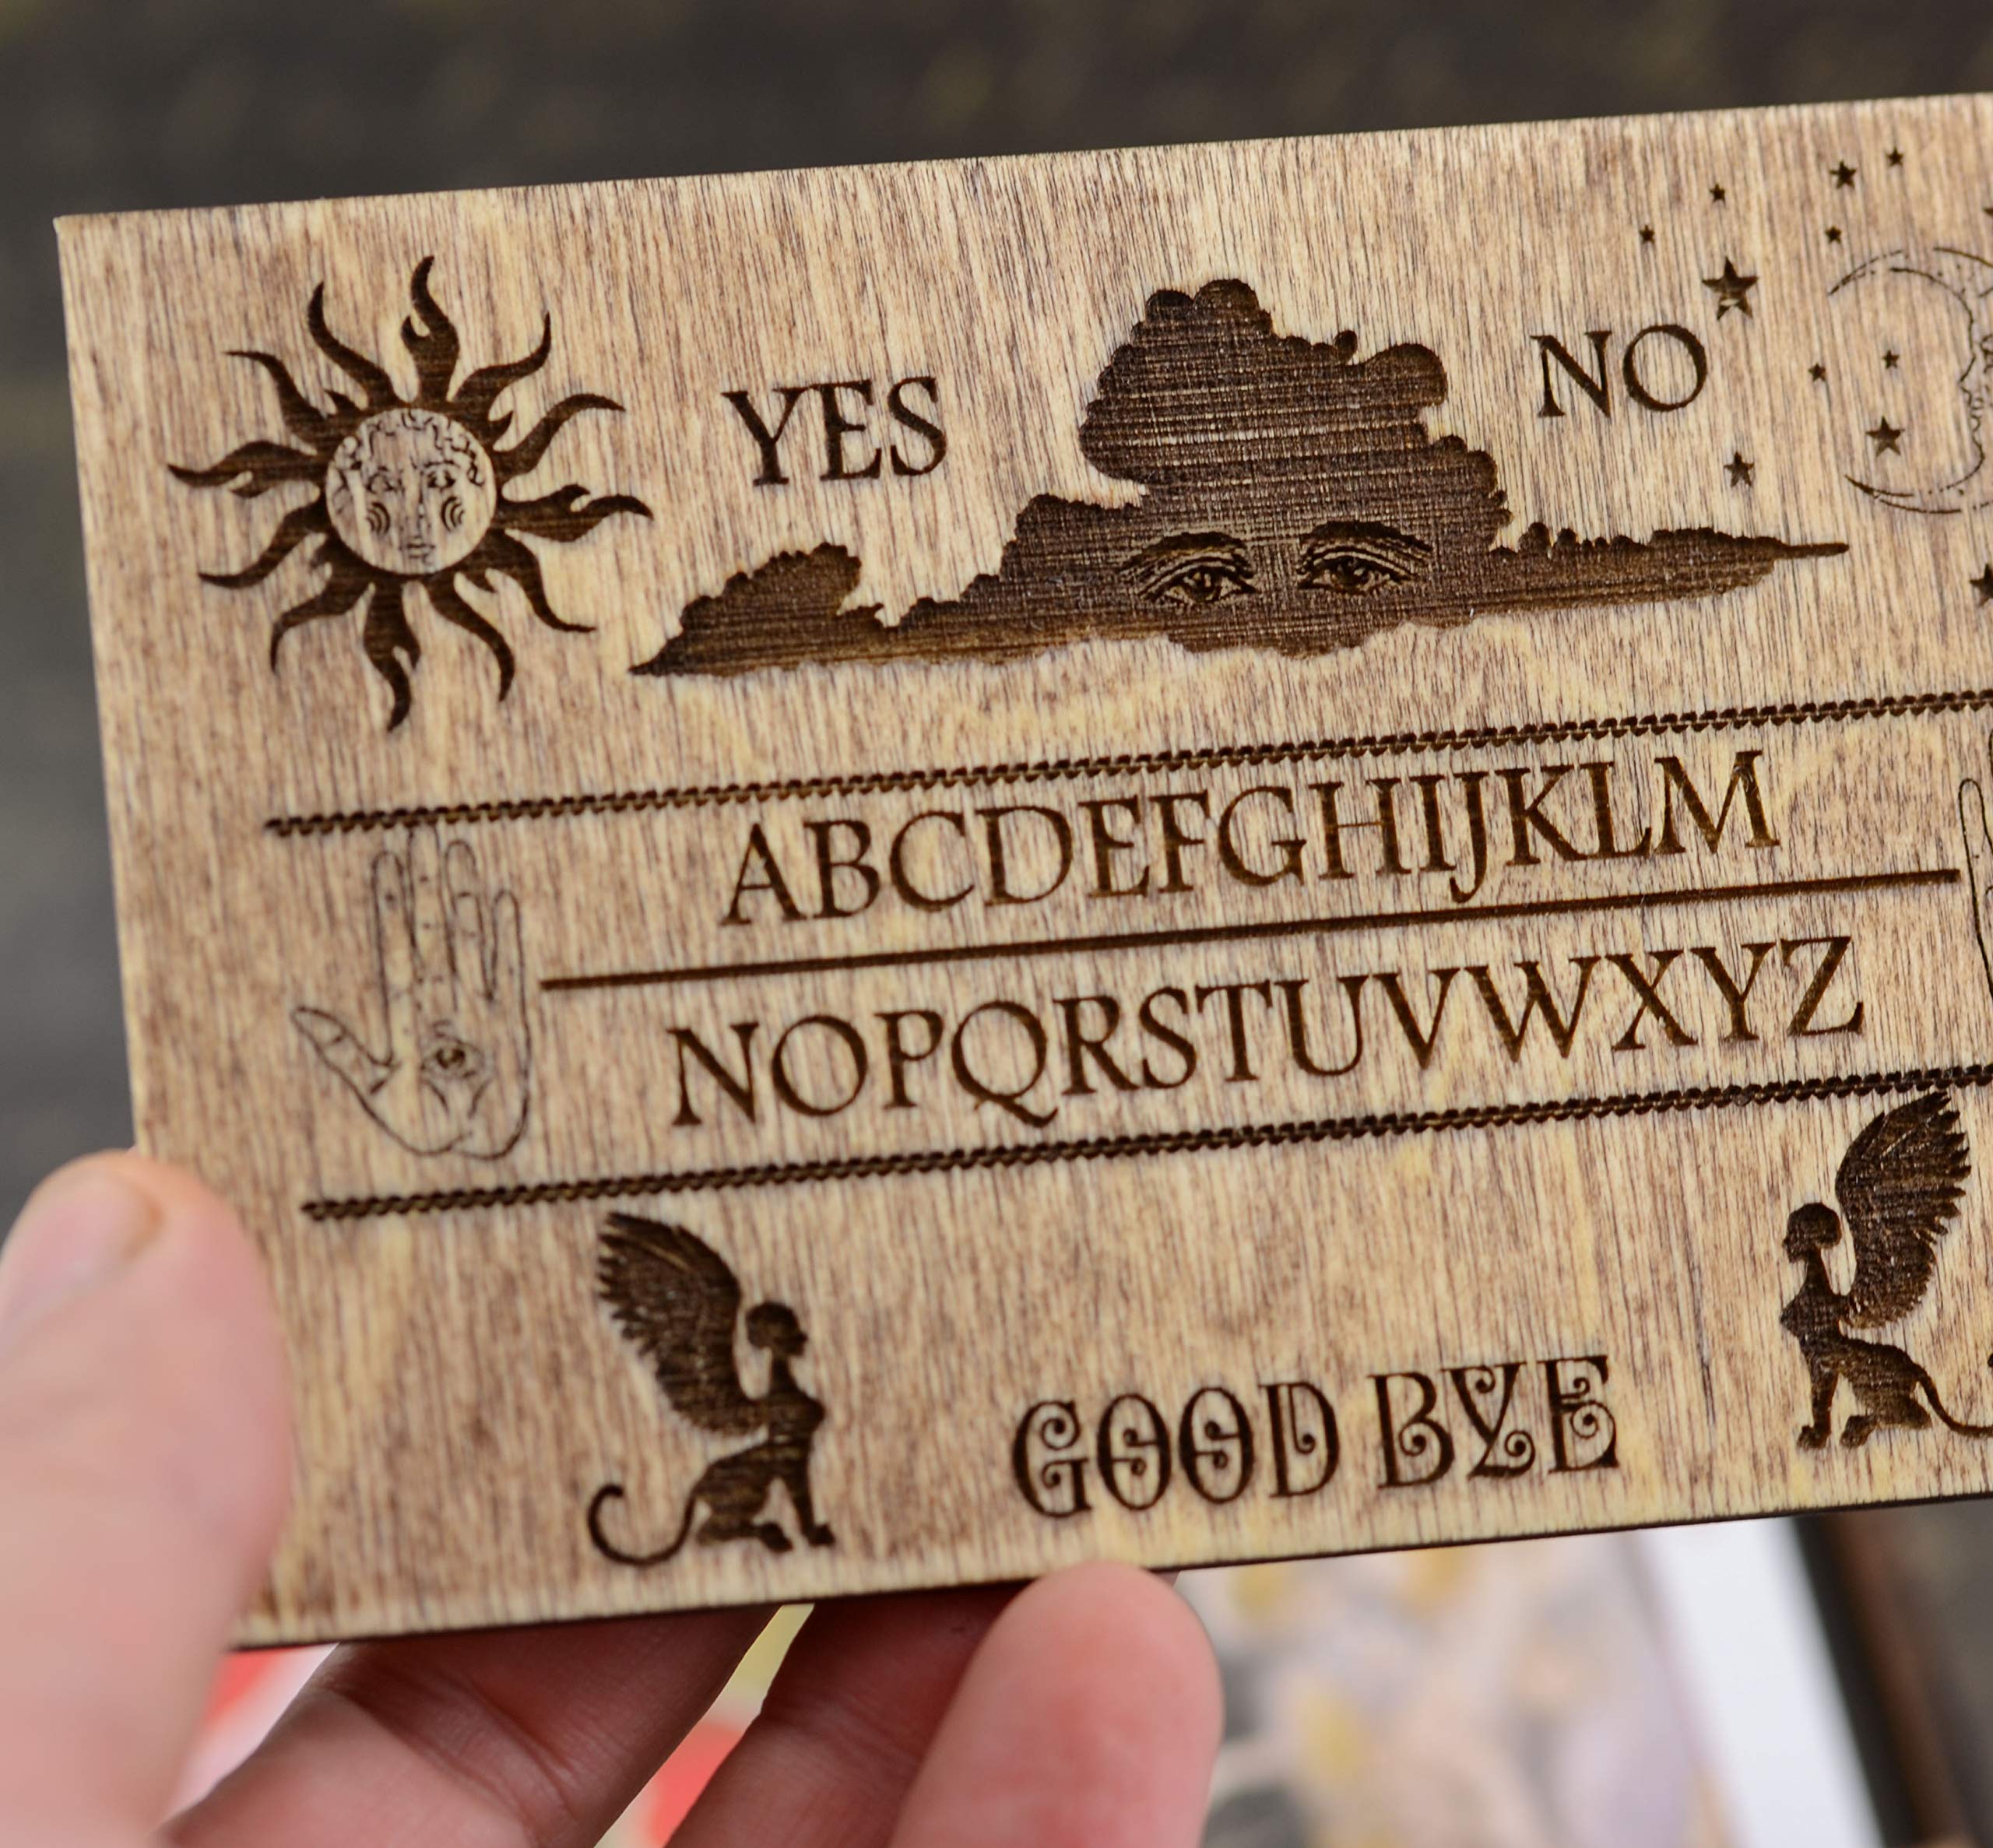 YES NO
ABCDEFGHIJKLM
NOPQRSTUVWXYZ
GOOD BYE